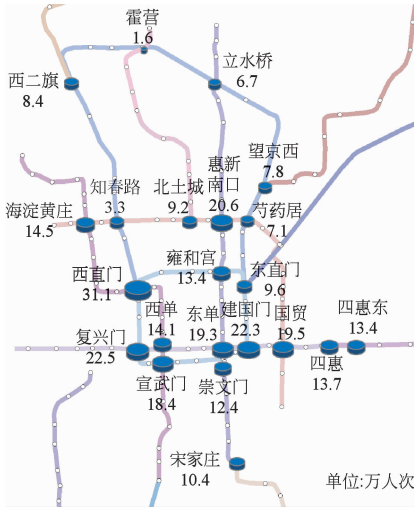 霍营
1.6
立水桥
6.7
西二旗
8.4
望京西
7.8
惠新
南口
20.6
知春路
3.3
北土城
9.2
芍药居
7.1
海淀黄庄
14.5
雍和宫
13.4
东直门
9.6
西直门
31.1
西单
14.1
东单
19.3
建国门
22.3
国贸
19.5
四惠东
13.4
复兴门
22.5
四惠
13.7
宣武门
18.4
崇文门
12.4
宋家庄
10.4
单位:万人次